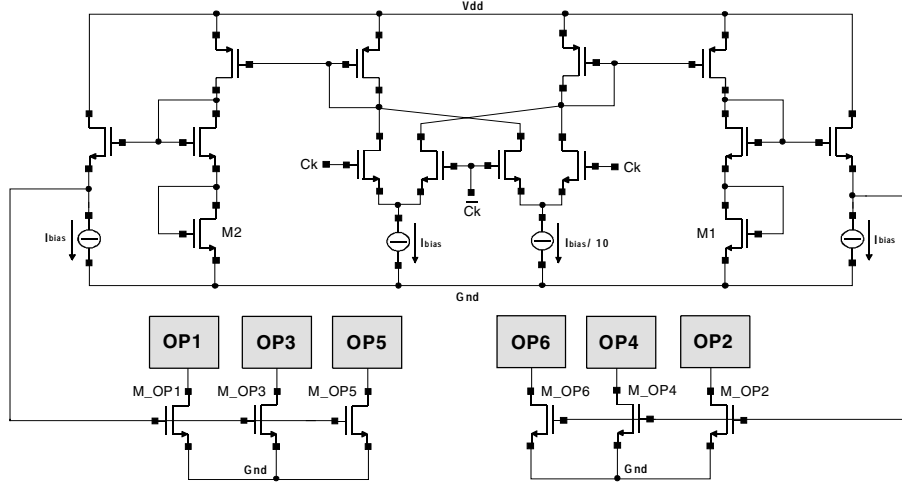 Vdd
Ck
Ck
Ck
M2
M1
Ibias
Ibias
Ibias/ 10
Ibias
Gnd
OP1
OP3
OP5
OP6
OP4
OP2
M_OP1
M_OP3
M_OP5
M_OP6
M_OP4
M_OP2
Gnd
Gnd